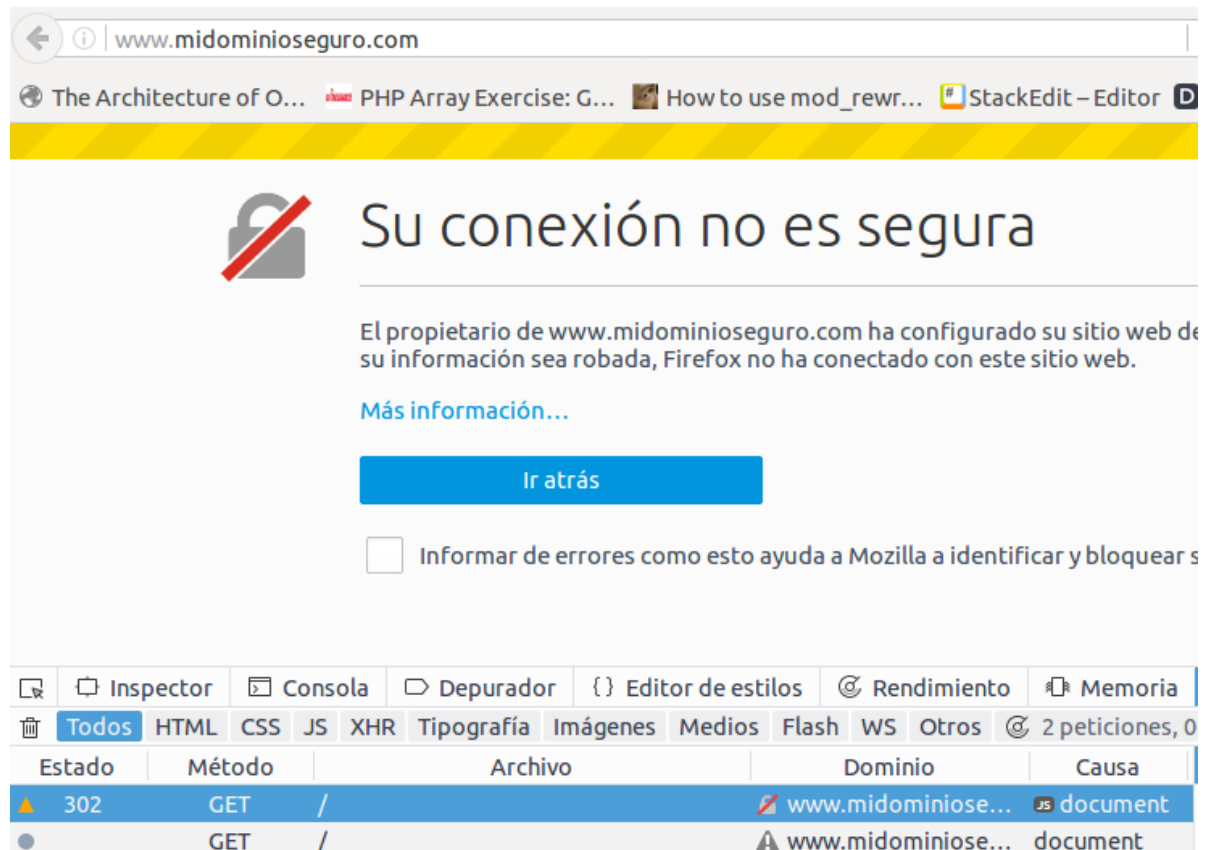 www.midominioseguro.com
The Architecture of O... PHP Array Exercise: G... How to use mod_rewr... StackEdit – Editor D
Su conexión no es segura
El propietario de www.midominioseguro.com ha configurado su sitio web de
su información sea robada, Firefox no ha conectado con este sitio web.
Más información...
Ir atrás
Informar de errores como esto ayuda a Mozilla a identificar y bloquear s
Inspector Consola Depurador {} Editor de estilos Rendimiento Memoria
Todos HTML CSS JS XHR Tipografía Imágenes Medios Flash WS Otros 2 peticiones, 0
Estado Método Archivo Dominio Causa
302 GET / www.midominiose... JS document
GET / www.midominiose... document